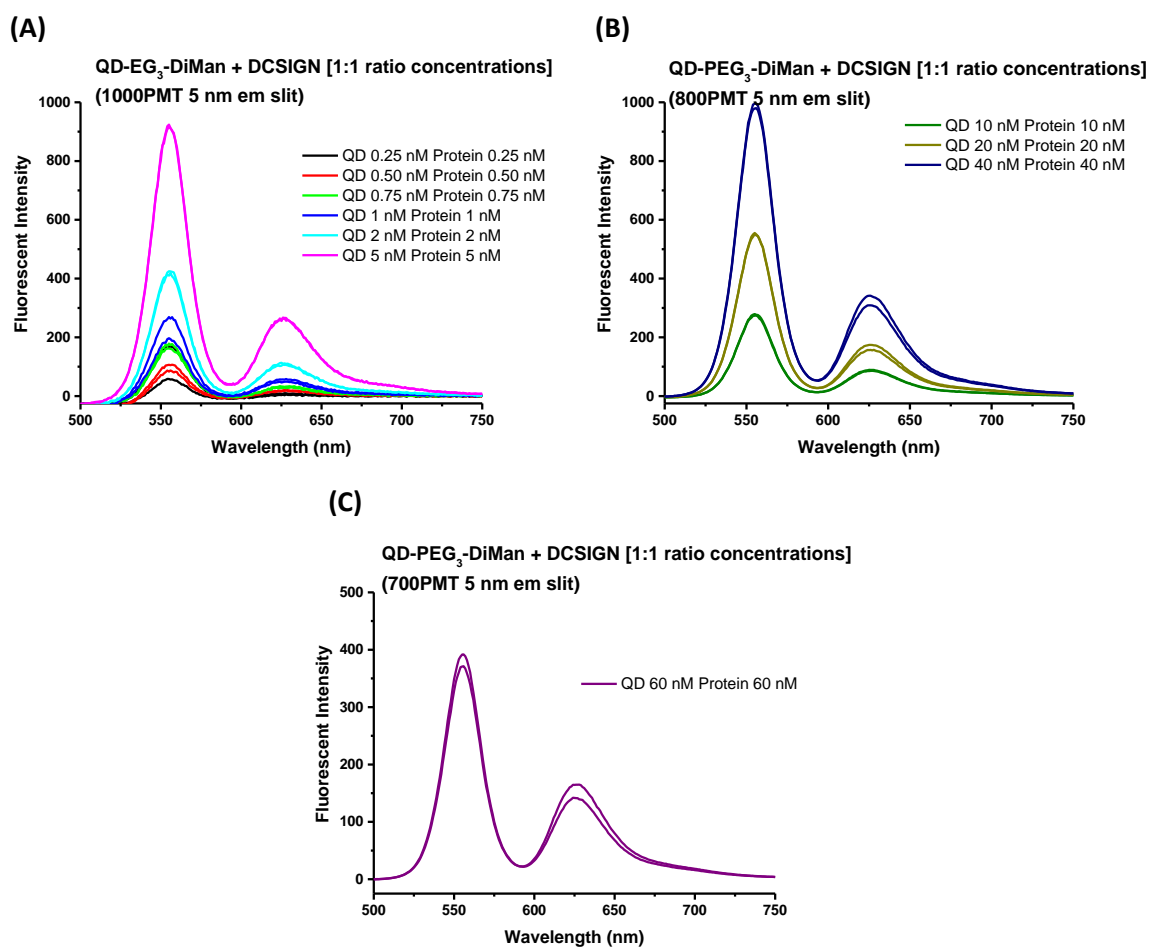 (A)
QD-EG₃-DiMan + DCSIGN [1:1 ratio concentrations]
(1000PMT 5 nm em slit)
1000
800
600
400
200
0
Fluorescent Intensity
QD 0.25 nM Protein 0.25 nM
QD 0.50 nM Protein 0.50 nM
QD 0.75 nM Protein 0.75 nM
QD 1 nM Protein 1 nM
QD 2 nM Protein 2 nM
QD 5 nM Protein 5 nM
500 550 600 650 700 750
Wavelength (nm)
(B)
QD-PEG₃-DiMan + DCSIGN [1:1 ratio concentrations]
(800PMT 5 nm em slit)
1000
800
600
400
200
0
Fluorescent Intensity
QD 10 nM Protein 10 nM
QD 20 nM Protein 20 nM
QD 40 nM Protein 40 nM
500 550 600 650 700 750
Wavelength (nm)
(C)
QD-PEG₃-DiMan + DCSIGN [1:1 ratio concentrations]
(700PMT 5 nm em slit)
500
400
300
200
100
0
Fluorescent Intensity
QD 60 nM Protein 60 nM
500 550 600 650 700 750
Wavelength (nm)